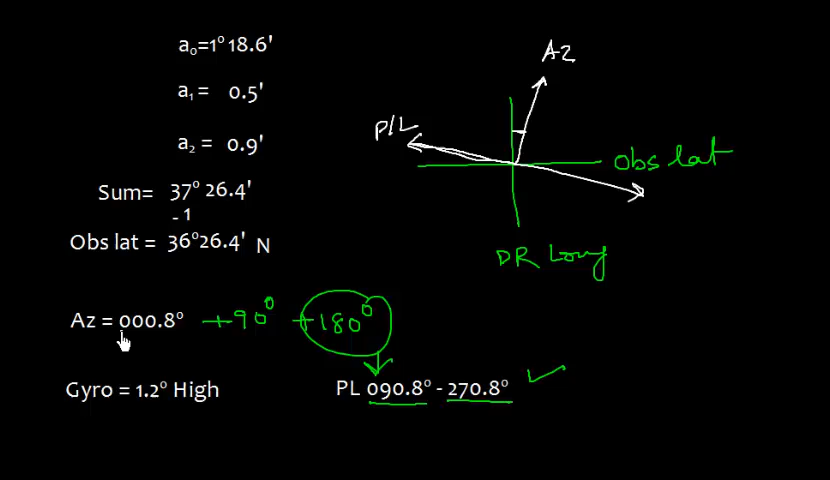 a₀=1° 18.6'
a₁ = 0.5'
a₂ = 0.9'
Sum= 37° 26.4'
-1
Obs lat = 36°26.4' N
AZ
P/L
Obs lat
DR Long
Az = 000.8° +90° +180°
Gyro = 1.2° High
PL 090.8° - 270.8°